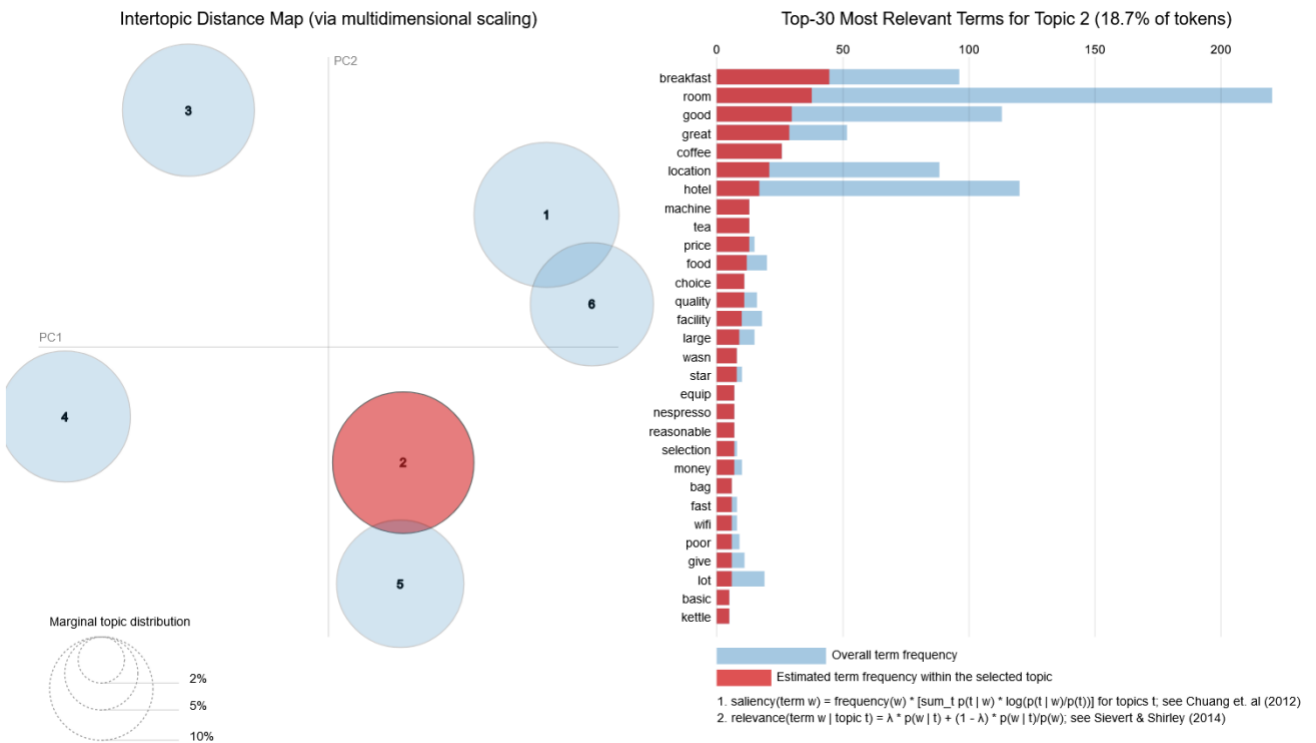 Intertopic Distance Map (via multidimensional scaling)
PC2
PC1
3
1
6
4
2
5
Marginal topic distribution
2%
5%
10%
Top-30 Most Relevant Terms for Topic 2 (18.7% of tokens)
0 50 100 150 200
breakfast
room
good
great
coffee
location
hotel
machine
tea
price
food
choice
quality
facility
large
wasn
star
equip
nespresso
reasonable
selection
money
bag
fast
wifi
poor
give
lot
basic
kettle
Overall term frequency
Estimated term frequency within the selected topic
1. saliency(term w) = frequency(w) * [sum_t p(t | w) * log(p(t | w)/p(t))] for topics t; see Chuang et. al (2012)
2. relevance(term w | topic t) = λ * p(w | t) + (1 - λ) * p(w | t)/p(w); see Sievert & Shirley (2014)